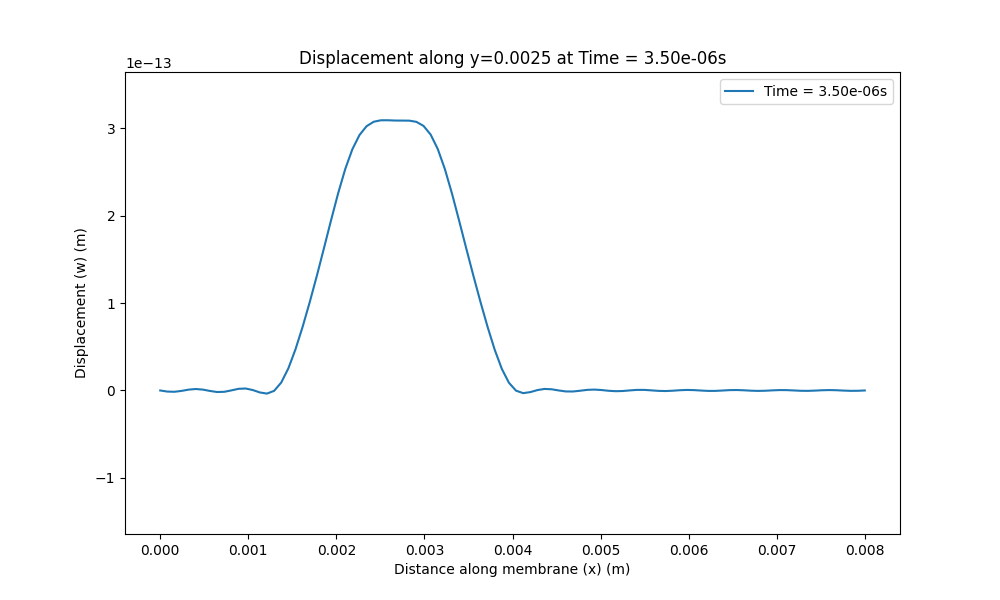 Displacement along y=0.0025 at Time = 3.50e-06s
1e−13
Time = 3.50e-06s
3
2
1
0
−1
Displacement (w) (m)
0.000 0.001 0.002 0.003 0.004 0.005 0.006 0.007 0.008
Distance along membrane (x) (m)